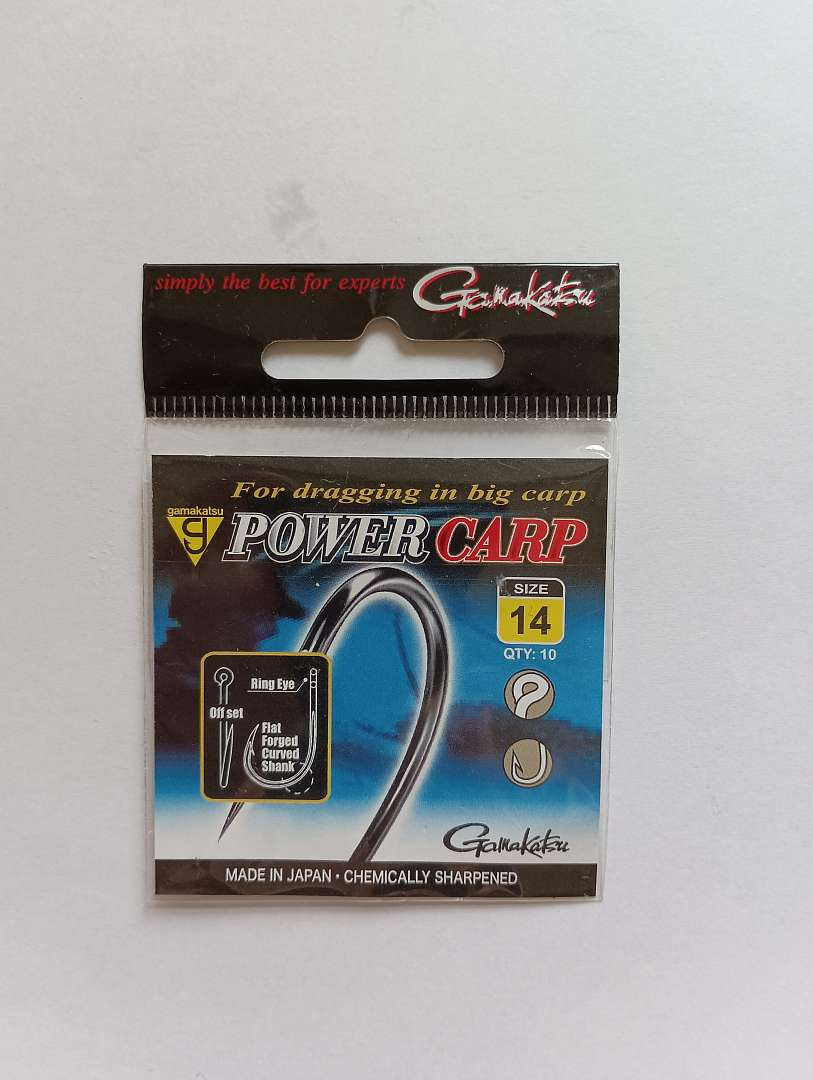 simply the best for experts Gamakatsu
For dragging in big carp
gamakatsu
POWER CARP
SIZE
14
QTY: 10
Ring Eye
Off set
Flat
Forged
Curved
Shank
Gamakatsu
MADE IN JAPAN • CHEMICALLY SHARPENED